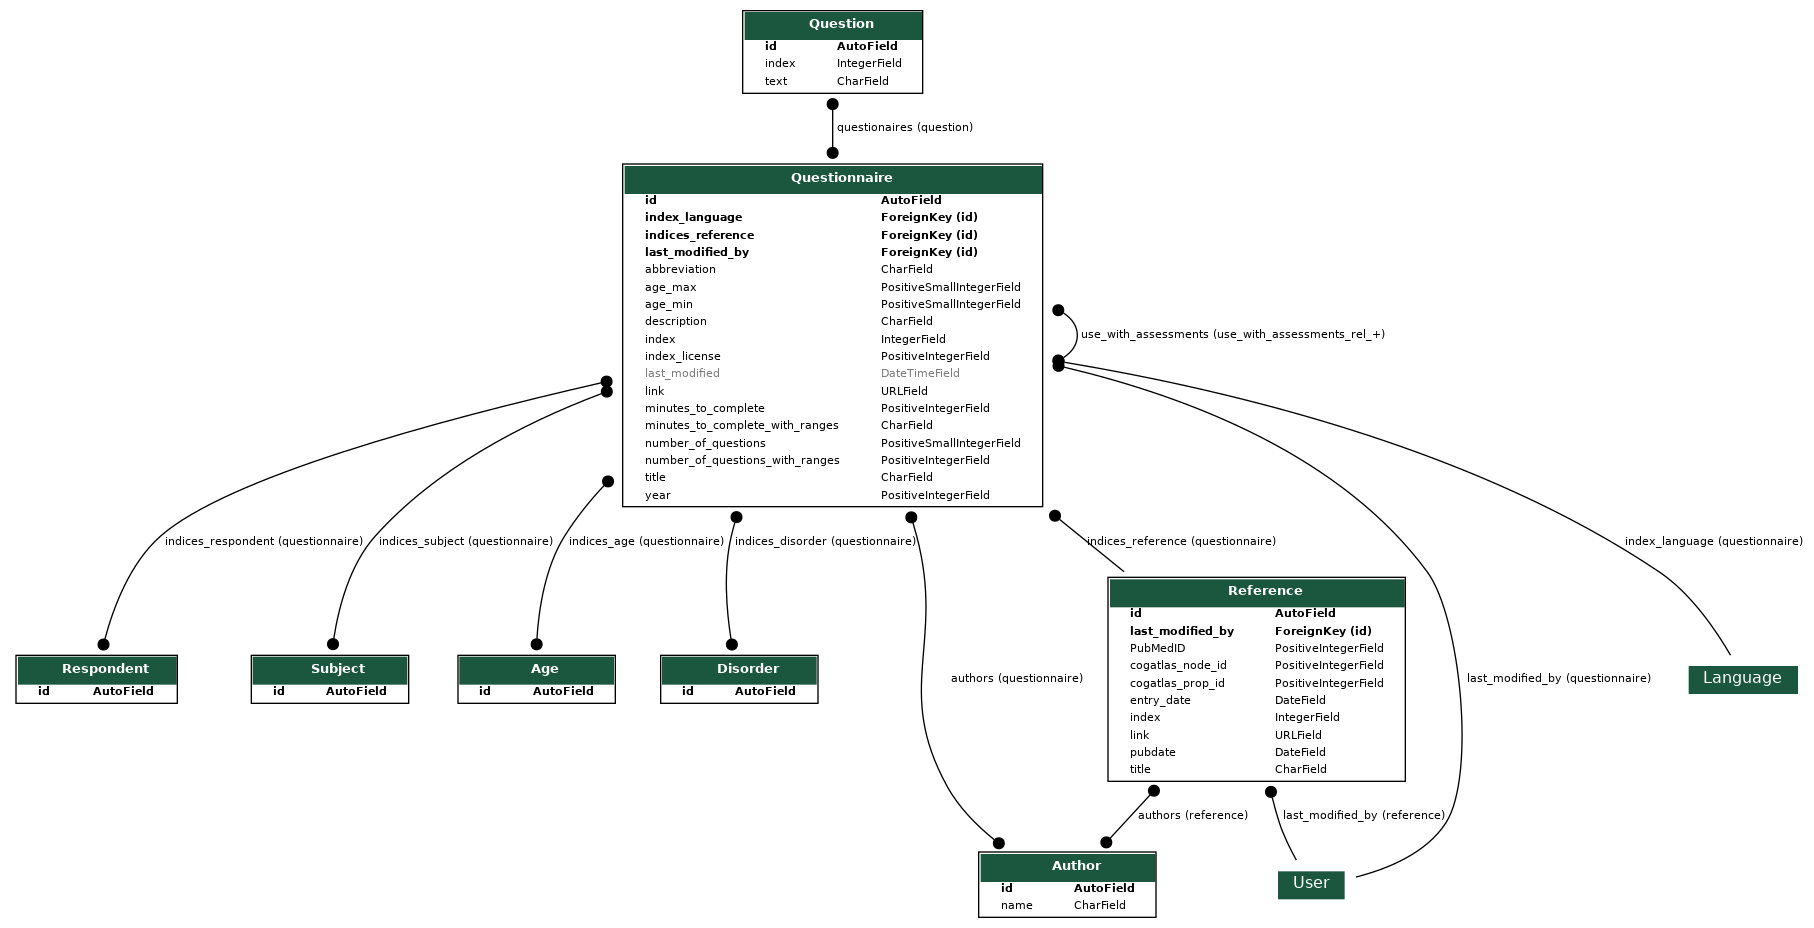 Question
id AutoField
index IntegerField
text CharField
questionaires (question)
Questionnaire
id AutoField
index_language ForeignKey (id)
indices_reference ForeignKey (id)
last_modified_by ForeignKey (id)
abbreviation CharField
age_max PositiveSmallIntegerField
age_min PositiveSmallIntegerField
description CharField
index IntegerField
index_license PositiveIntegerField
last_modified DateTimeField
link URLField
minutes_to_complete PositiveIntegerField
minutes_to_complete_with_ranges CharField
number_of_questions PositiveSmallIntegerField
number_of_questions_with_ranges PositiveIntegerField
title CharField
year PositiveIntegerField
use_with_assessments (use_with_assessments_rel_+)
indices_respondent (questionnaire)
indices_subject (questionnaire)
indices_age (questionnaire)
indices_disorder (questionnaire)
indices_reference (questionnaire)
index_language (questionnaire)
Respondent
id AutoField
Subject
id AutoField
Age
id AutoField
Disorder
id AutoField
authors (questionnaire)
Reference
id AutoField
last_modified_by ForeignKey (id)
PubMedID PositiveIntegerField
cogatlas_node_id PositiveIntegerField
cogatlas_prop_id PositiveIntegerField
entry_date DateField
index IntegerField
link URLField
pubdate DateField
title CharField
last_modified_by (questionnaire)
Language
authors (reference)
last_modified_by (reference)
Author
id AutoField
name CharField
User